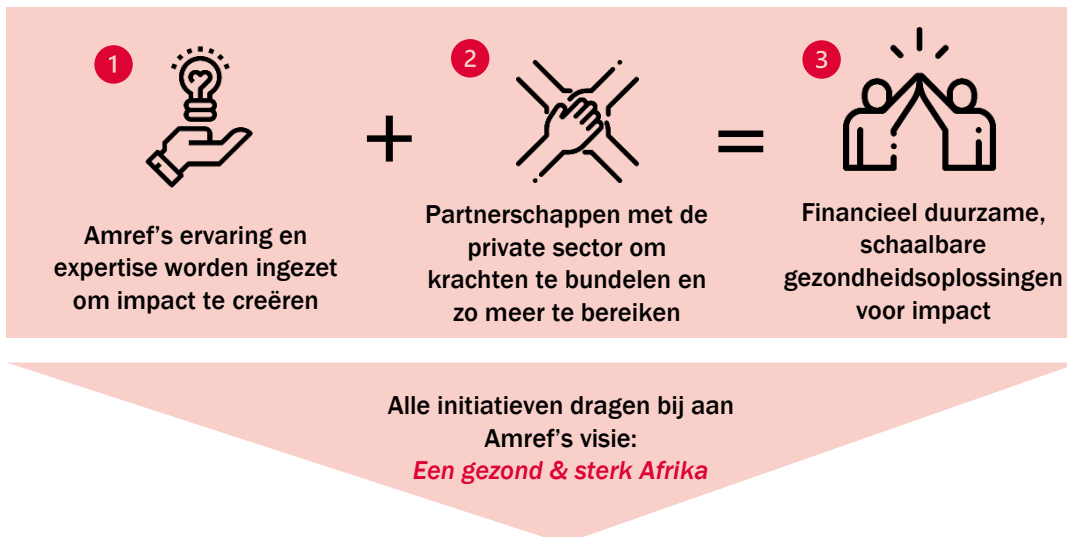 1
Amref's ervaring en
expertise worden ingezet
om impact te creëren
+
2
Partnerschappen met de
private sector om
krachten te bundelen en
zo meer te bereiken
=
3
Financieel duurzame,
schaalbare
gezondheidsoplossingen
voor impact
Alle initiatieven dragen bij aan
Amref's visie:
Een gezond & sterk Afrika